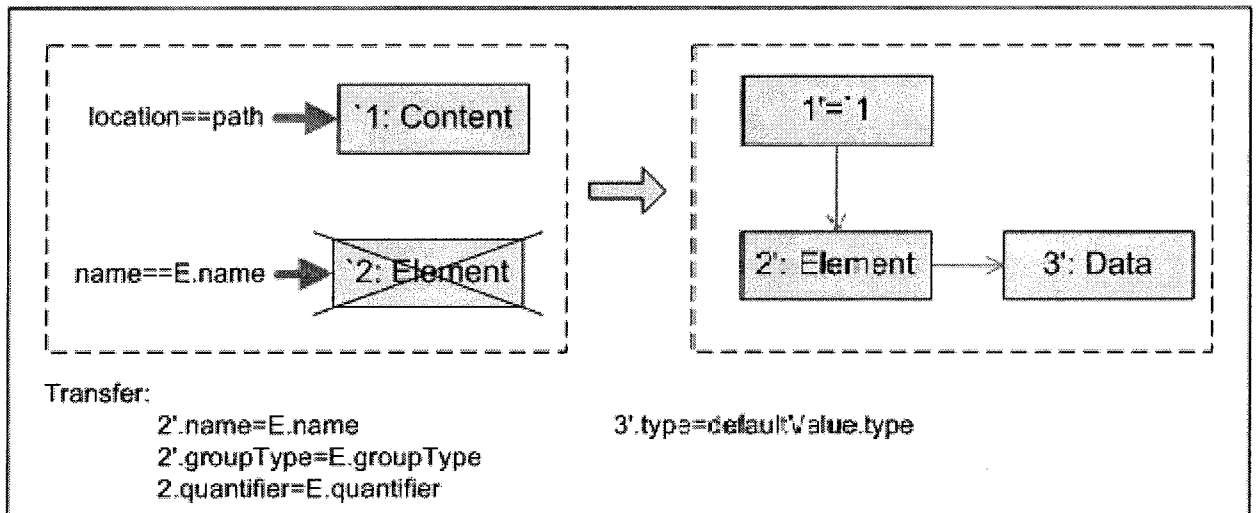 location==path
`1: Content
name==E.name
`2: Element
1'=`1
2': Element
3': Data
Transfer:
2'.name=E.name
2'.groupType=E.groupType
2.quantifier=E.quantifier
3'.type=defaultValue.type